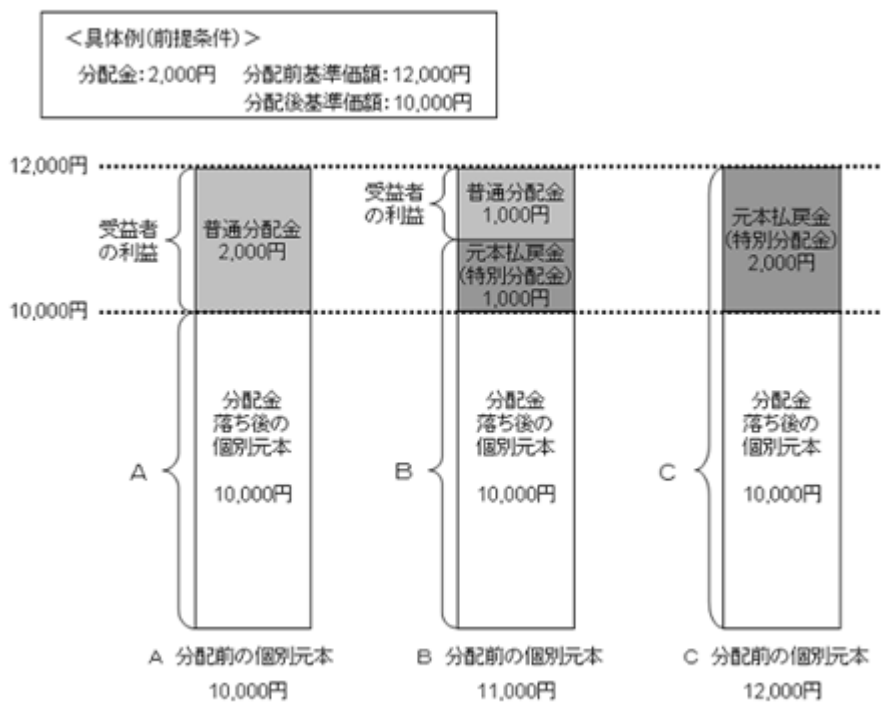 ＜具体例(前提条件)＞
分配金：2,000円　分配前基準価額：12,000円
分配後基準価額：10,000円
12,000円
10,000円
受益者
の利益
普通分配金
2,000円
分配金
落ち後の
個別元本
10,000円
A
A 分配前の個別元本
10,000円
受益者
の利益
普通分配金
1,000円
元本払戻金
(特別分配金)
1,000円
分配金
落ち後の
個別元本
10,000円
B
B 分配前の個別元本
11,000円
元本払戻金
(特別分配金)
2,000円
分配金
落ち後の
個別元本
10,000円
C
C 分配前の個別元本
12,000円